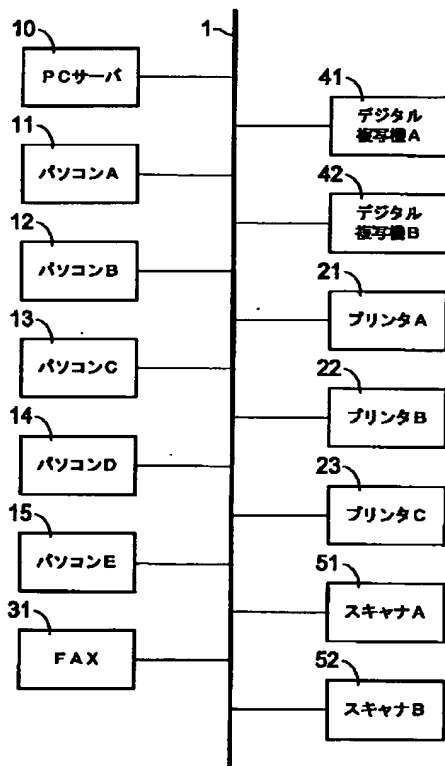 1
10
PCサーバ
11
パソコンA
12
パソコンB
13
パソコンC
14
パソコンD
15
パソコンE
31
FAX
41
デジタル
複写機A
42
デジタル
複写機B
21
プリンタA
22
プリンタB
23
プリンタC
51
スキャナA
52
スキャナB